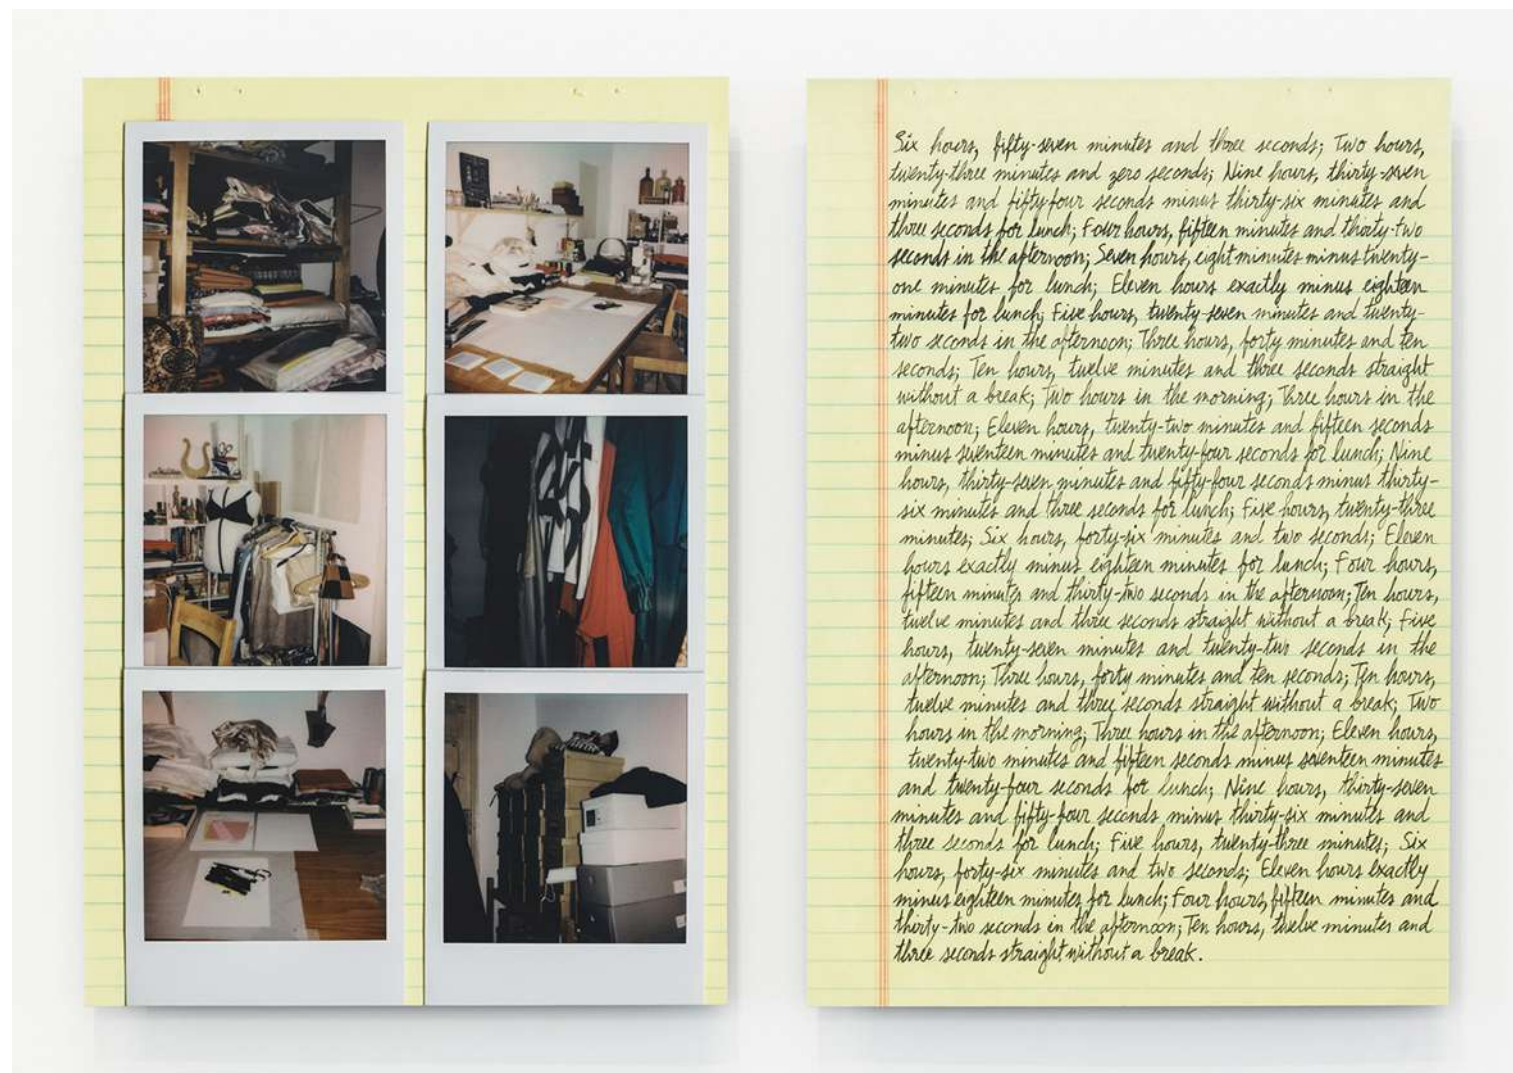 Six hours, fifty-seven minutes and three seconds; Two hours,
twenty-three minutes and zero seconds; Nine hours, thirty-seven
minutes and fifty-four seconds minus thirty-six minutes and
three seconds for lunch; Four hours, fifteen minutes and thirty-two
seconds in the afternoon; Seven hours, eight minutes minus twenty-
one minutes for lunch; Eleven hours exactly minus eighteen
minutes for lunch; Five hours, twenty-seven minutes and twenty-
two seconds in the afternoon; Three hours, forty minutes and ten
seconds; Ten hours, twelve minutes and three seconds straight
without a break; Two hours in the morning; Three hours in the
afternoon; Eleven hours, twenty-two minutes and fifteen seconds
minus seventeen minutes and twenty-four seconds for lunch; Nine
hours, thirty-seven minutes and fifty-four seconds minus thirty-
six minutes and three seconds for lunch; Five hours, twenty-three
minutes; Six hours, forty-six minutes and two seconds; Eleven
hours exactly minus eighteen minutes for lunch; Four hours,
fifteen minutes and thirty-two seconds in the afternoon; Ten hours,
twelve minutes and three seconds straight without a break; Five
hours, twenty-seven minutes and twenty-two seconds in the
afternoon; Three hours, forty minutes and ten seconds; Ten hours,
twelve minutes and three seconds straight without a break; Two
hours in the morning; Three hours in the afternoon; Eleven hours,
twenty-two minutes and fifteen seconds minus seventeen minutes
and twenty-four seconds for lunch; Nine hours, thirty-seven
minutes and fifty-four seconds minus thirty-six minutes and
three seconds for lunch; Five hours, twenty-three minutes; Six
hours, forty-six minutes and two seconds; Eleven hours exactly
minus eighteen minutes for lunch; Four hours, fifteen minutes and
thirty-two seconds in the afternoon; Ten hours, twelve minutes and
three seconds straight without a break.